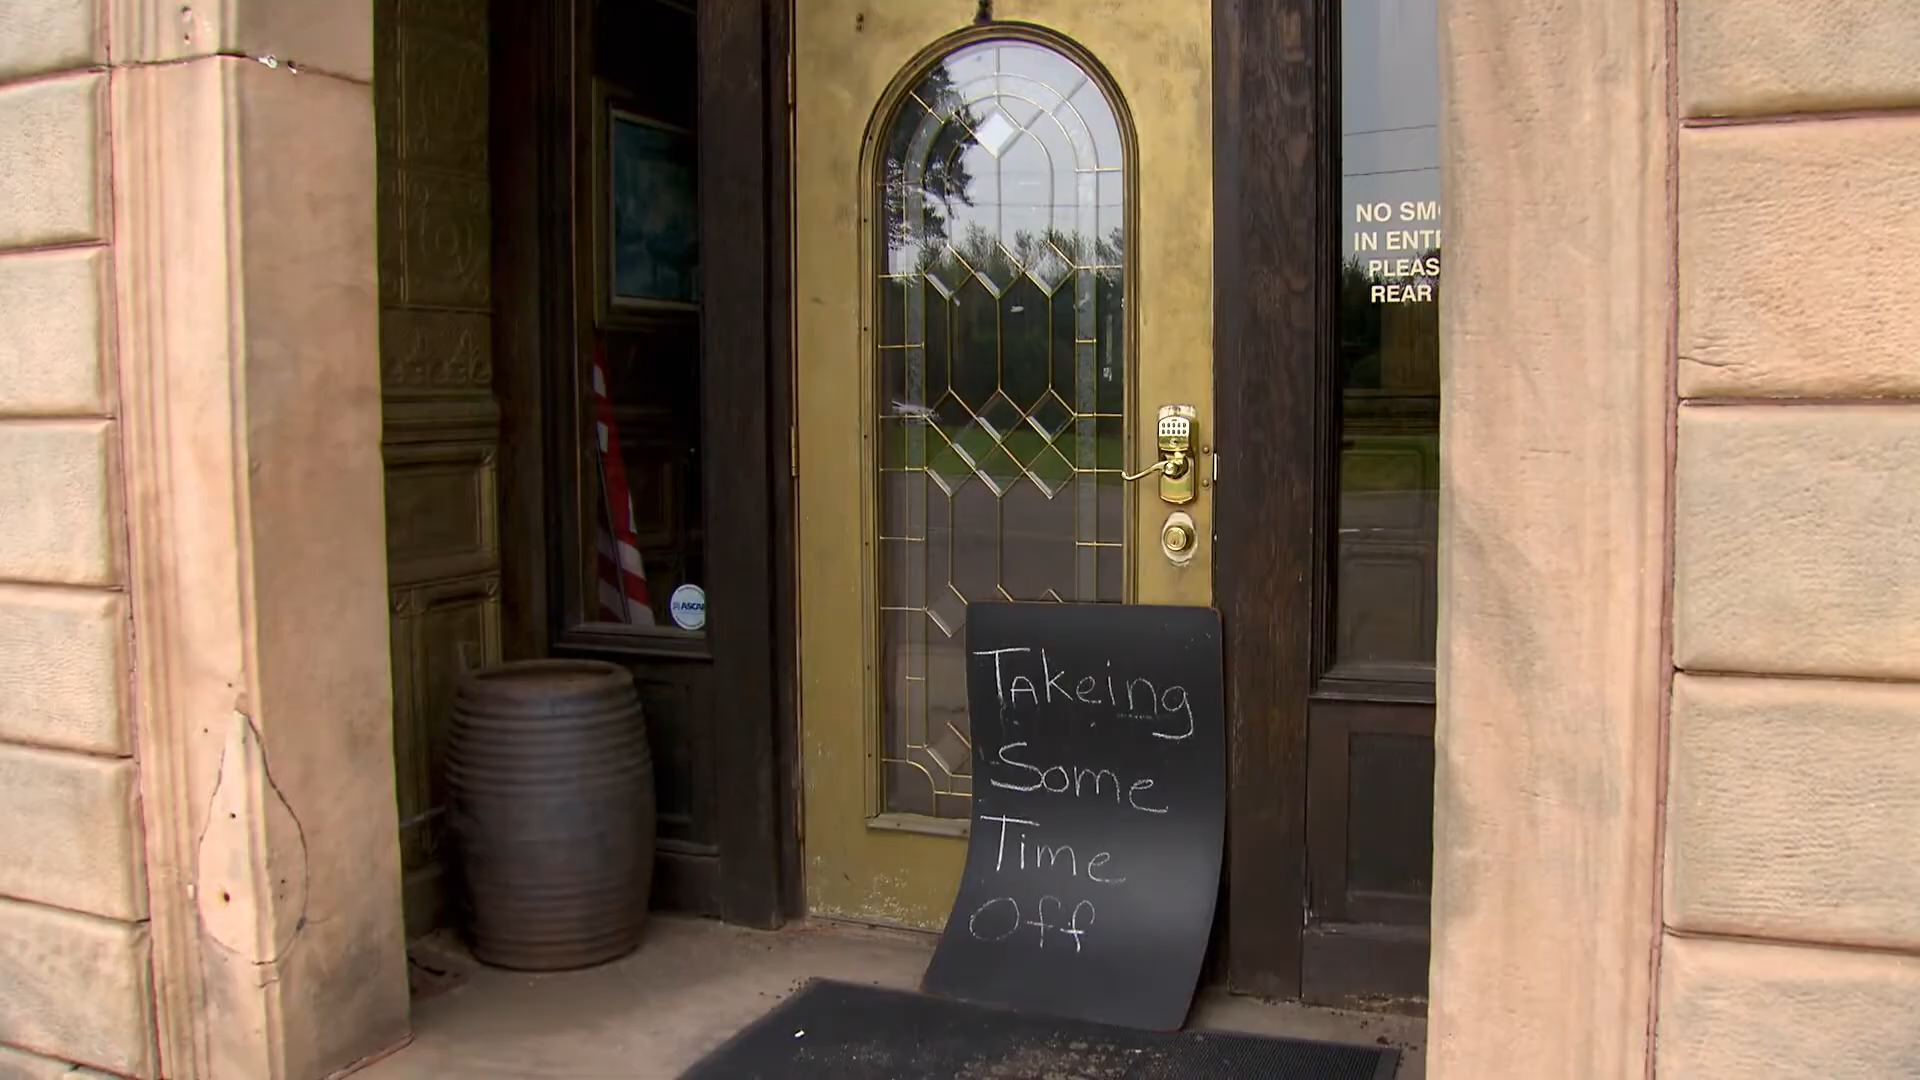 NO SM
IN ENT
PLEAS
REAR
ASCAP
TAkeing
Some
Time
Off